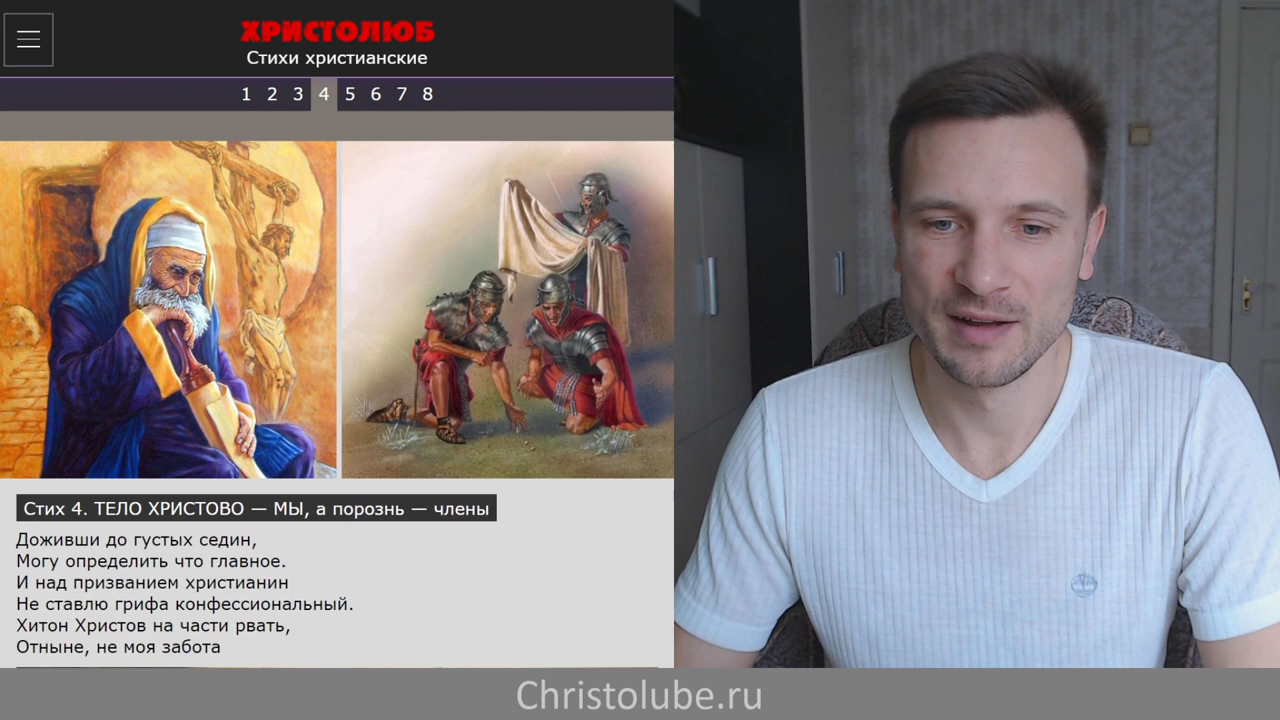 ХРИСТОЛЮБ
Стихи христианские
1 2 3 4 5 6 7 8
Стих 4. ТЕЛО ХРИСТОВО — МЫ, а порознь — члены
Доживши до густых седин,
Могу определить что главное.
И над призванием христианин
Не ставлю грифа конфессиональный.
Хитон Христов на части рвать,
Отныне, не моя забота
Christolube.ru